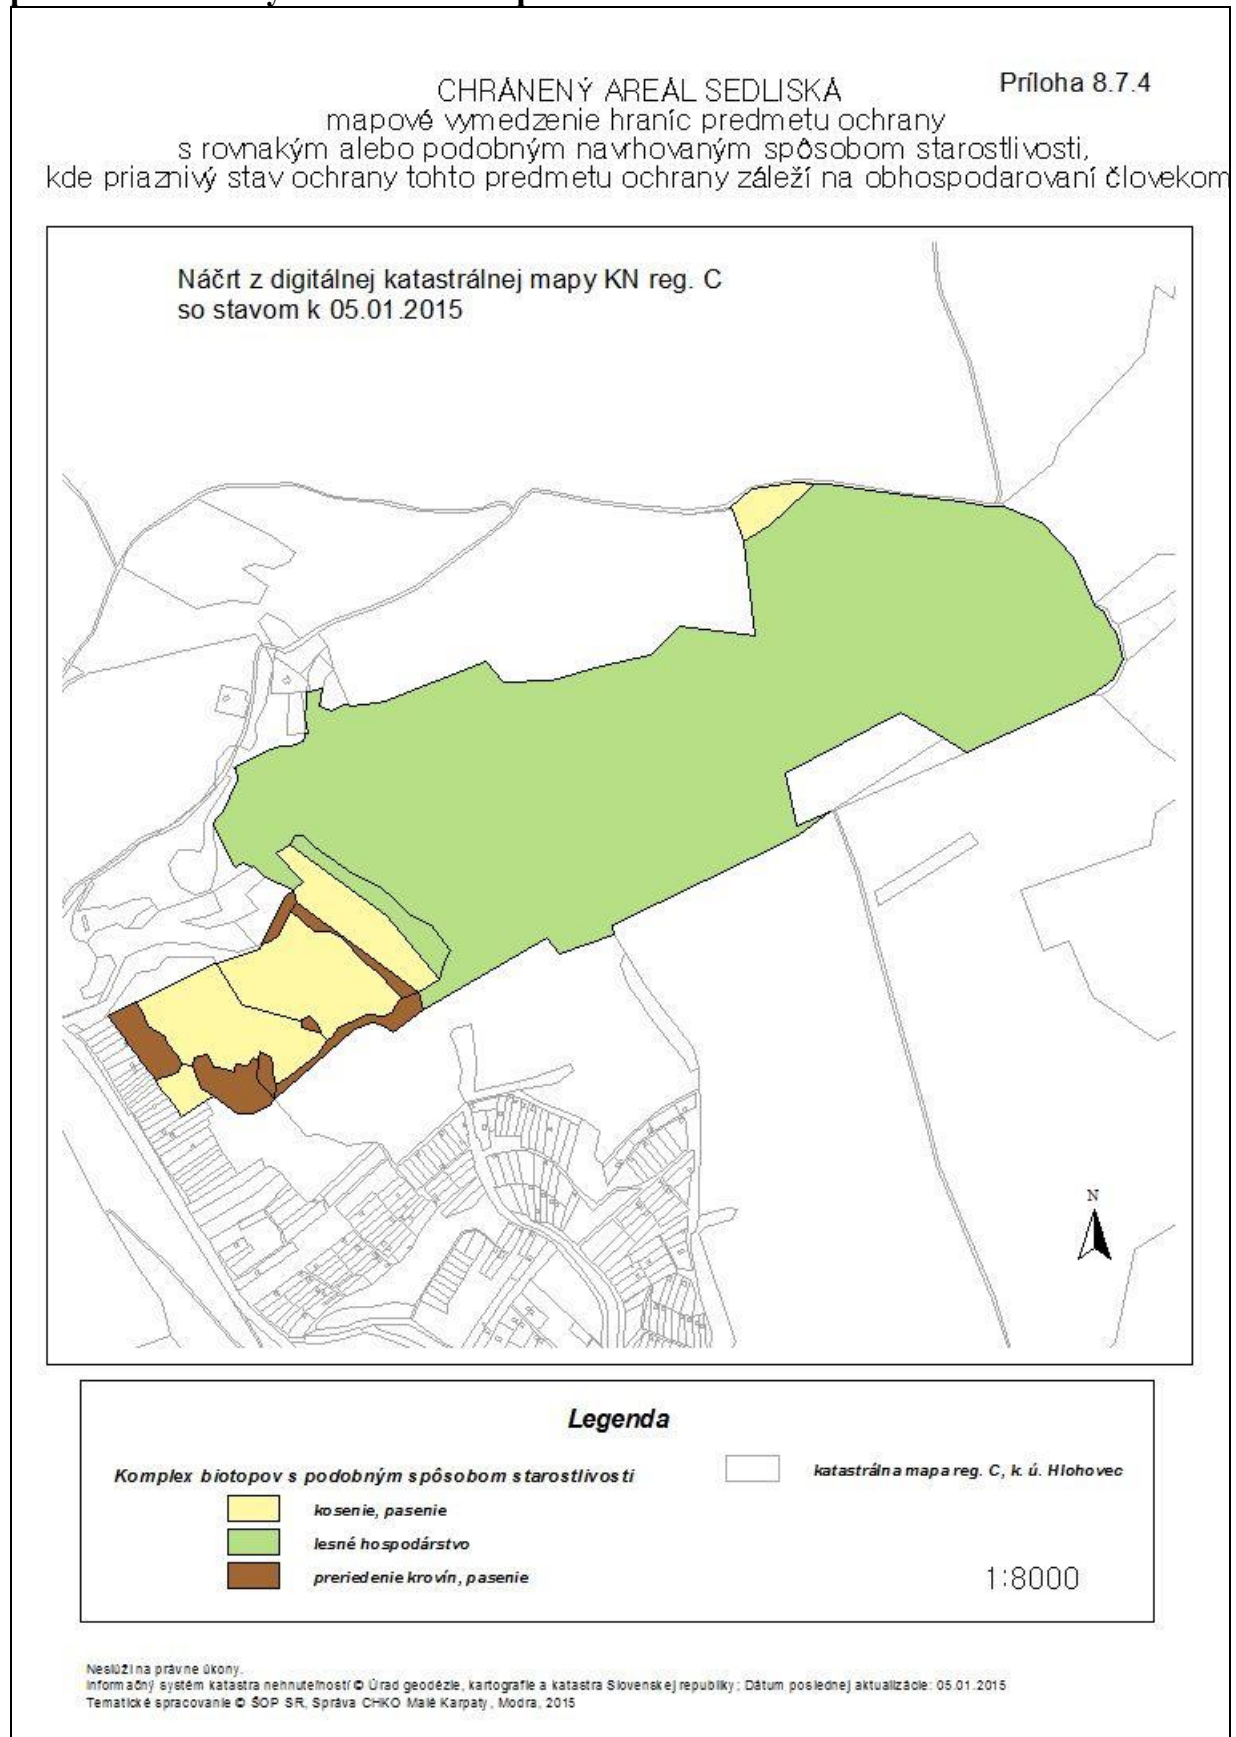 Príloha 8.7.4
CHRÁNENÝ AREÁL SEDLISKÁ
mapové vymedzenie hraníc predmetu ochrany
s rovnakým alebo podobným navrhovaným spôsobom starostlivosti,
kde priaznivý stav ochrany tohto predmetu ochrany záleží na obhospodarovaní človekom
Náčrt z digitálnej katastrálnej mapy KN reg. C
so stavom k 05.01.2015
N
Legenda
Komplex biotopov s podobným spôsobom starostlivosti
kosenie, pasenie
lesné hospodárstvo
preriedenie krovín, pasenie
katastrálna mapa reg. C, k. ú. Hlohovec
1:8000
Neslúži na právne úkony.
Informačný systém katastra nehnuteľností © Úrad geodézie, kartografie a katastra Slovenskej republiky; Dátum poslednej aktualizácie: 05.01.2015
Tematické spracovanie © ŠOP SR, Správa CHKO Malé Karpaty, Modra, 2015